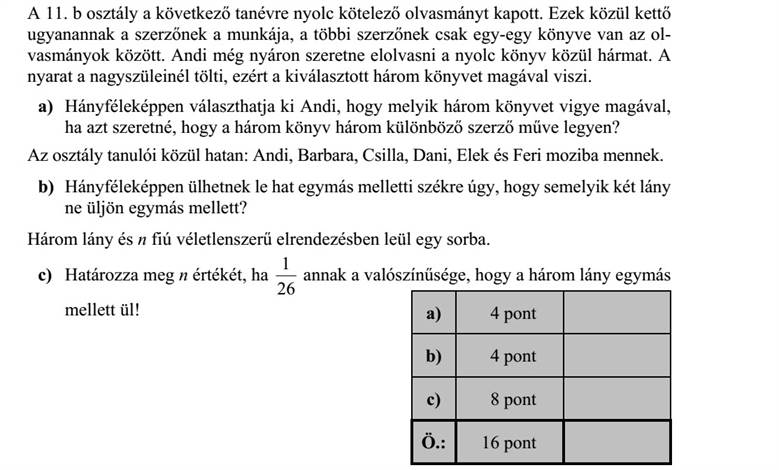 A 11. b osztály a következő tanévre nyolc kötelező olvasmányt kapott. Ezek közül kettő
ugyanannak a szerzőnek a munkája, a többi szerzőnek csak egy-egy könyve van az ol-
vasmányok között. Andi még nyáron szeretne elolvasni a nyolc könyv közül hármat. A
nyarat a nagyszüleinél tölti, ezért a kiválasztott három könyvet magával viszi.
a) Hányféleképpen választhatja ki Andi, hogy melyik három könyvet vigye magával,
ha azt szeretné, hogy a három könyv három különböző szerző műve legyen?
Az osztály tanulói közül hatan: Andi, Barbara, Csilla, Dani, Elek és Feri moziba mennek.
b) Hányféleképpen ülhetnek le hat egymás melletti székre úgy, hogy semelyik két lány
ne üljön egymás mellett?
Három lány és n fiú véletlenszerű elrendezésben leül egy sorba.
c) Határozza meg n értékét, ha 1/26 annak a valószínűsége, hogy a három lány egymás
mellett ül!
a) 4 pont
b) 4 pont
c) 8 pont
Ö.: 16 pont